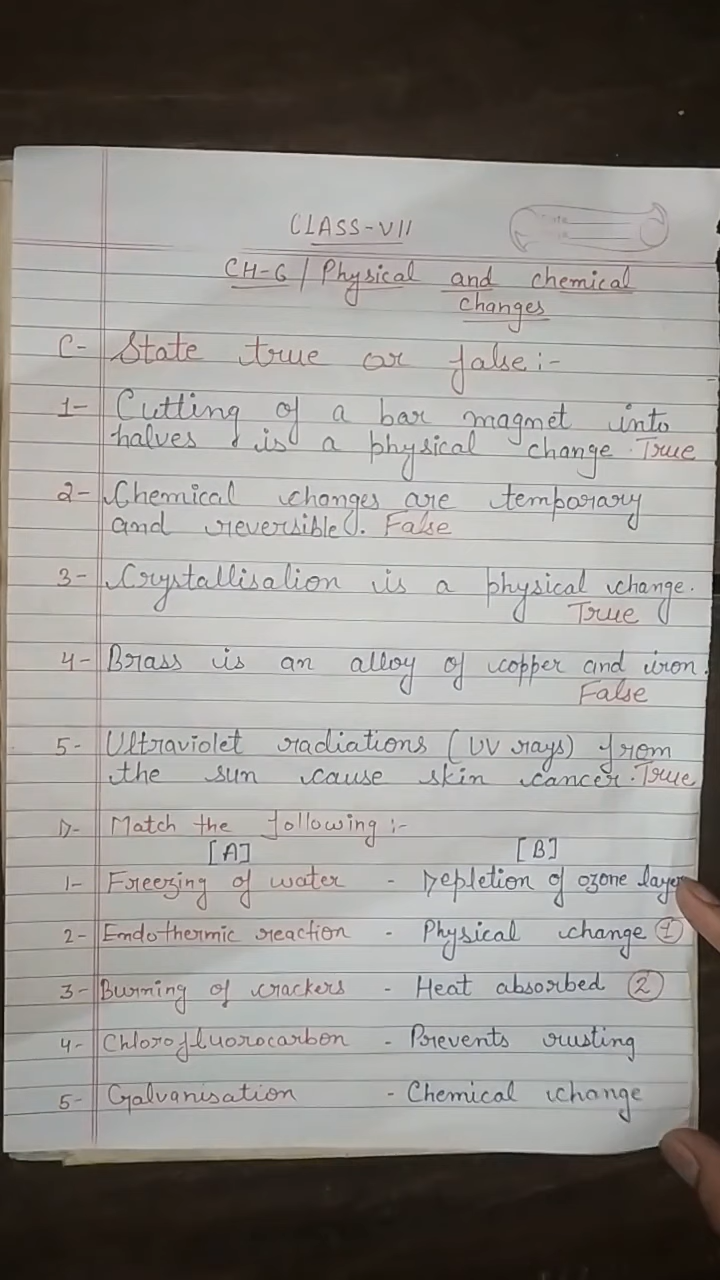 CLASS-VII
CH-6 / Physical and chemical
changes
C- State true or false:-
1- Cutting of a bar magnet into
halves is a physical change. True
2- Chemical changes are temporary
and reversible. False
3- Crystallisation is a physical change.
True
4- Brass is an alloy of copper and iron.
False
5- Ultraviolet radiations (UV rays) from
the sun cause skin cancer. True
D- Match the following:-
[A] [B]
1- Freezing of water - Depletion of ozone layer
2- Endothermic reaction - Physical change ①
3- Burning of crackers - Heat absorbed ②
4- Chlorofluorocarbon - Prevents rusting
5- Galvanisation - Chemical change